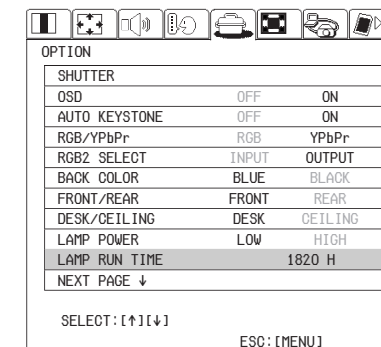 OPTION
SHUTTER
OSD OFF ON
AUTO KEYSTONE OFF ON
RGB/YPbPr RGB YPbPr
RGB2 SELECT INPUT OUTPUT
BACK COLOR BLUE BLACK
FRONT/REAR FRONT REAR
DESK/CEILING DESK CEILING
LAMP POWER LOW HIGH
LAMP RUN TIME 1820 H
NEXT PAGE ↓
SELECT:[↑][↓]
ESC:[MENU]